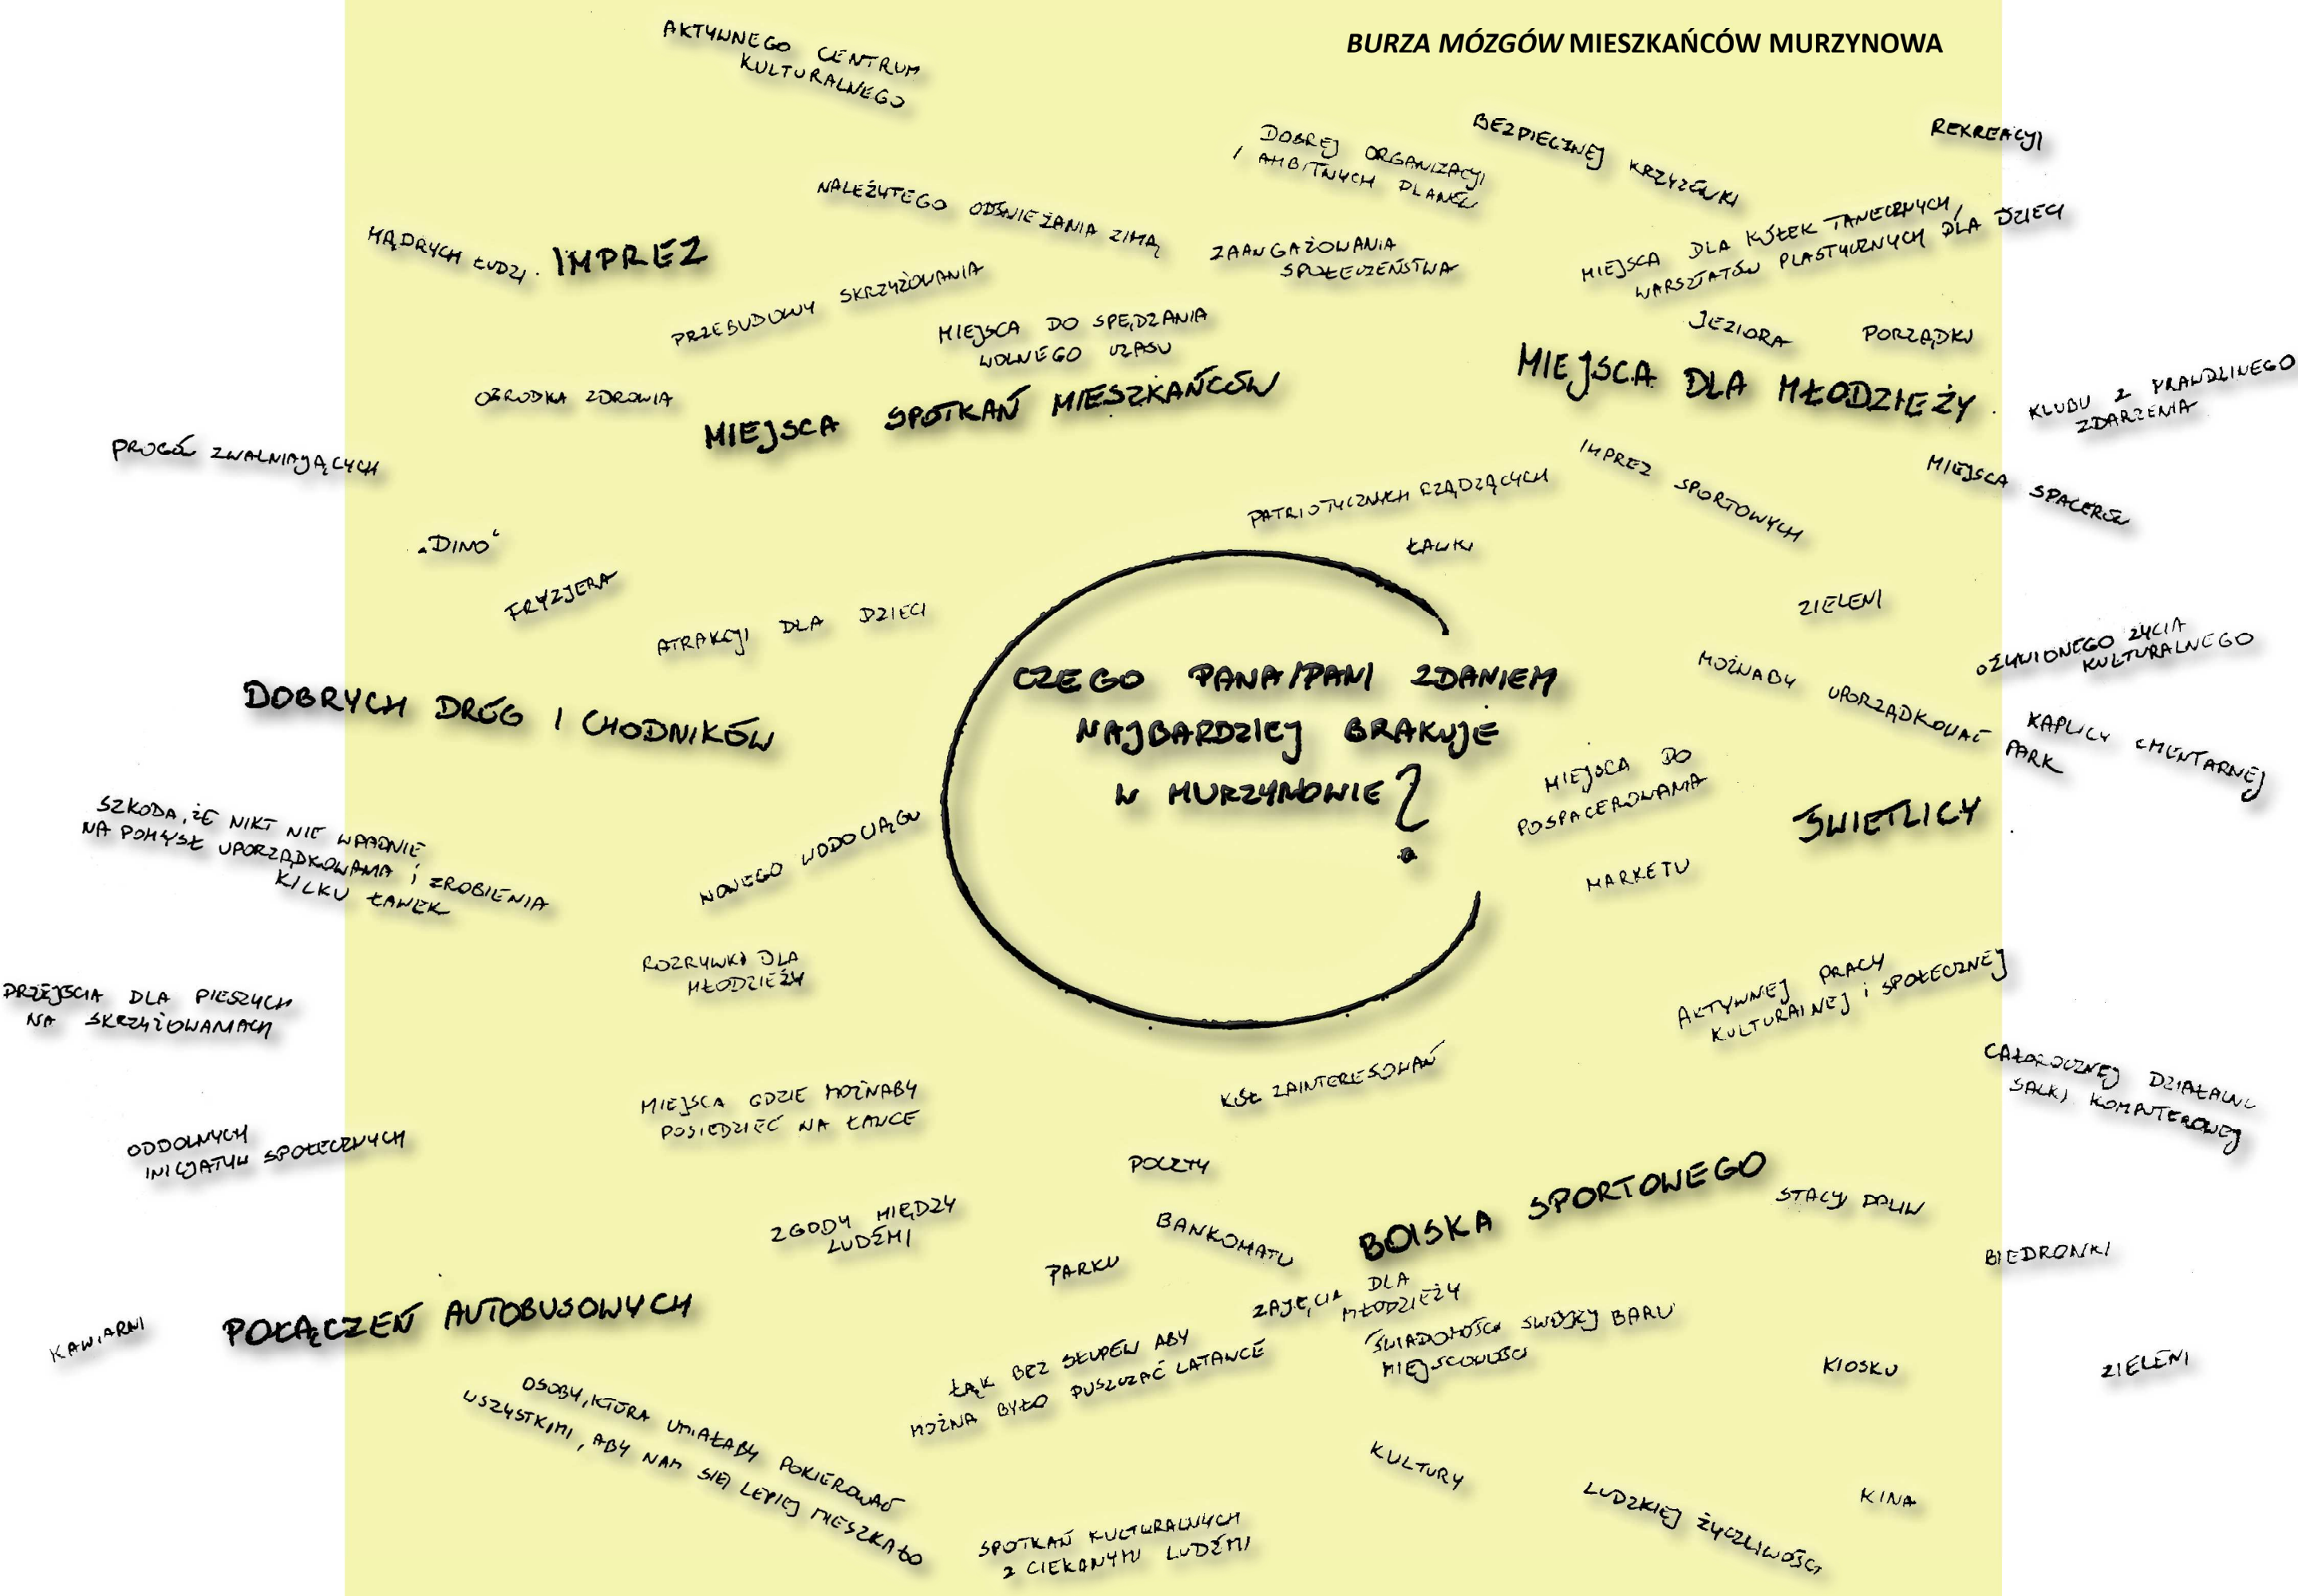 BURZA MÓZGÓW MIESZKAŃCÓW MURZYNOWA
AKTYWNEGO CENTRUM
KULTURALNEGO
DOBREJ ORGANIZACJI
I AMBITNYCH PLANÓW
BEZPIECZNEJ KRZYŻÓWKI
REKREACJI
NALEŻYTEGO ODŚNIEŻANIA ZIMĄ
MĄDRYCH ŁUDZI.
IMPREZ
ZAANGAŻOWANIA
SPOŁECZEŃSTWA
MIEJSCA DLA KÓŁEK TANECZNYCH,
WARSZTATÓW PLASTYCZNYCH DLA DZIECI
PRZEBUDOWY SKRZYŻOWANIA
MIEJSCA DO SPĘDZANIA
WOLNEGO CZASU
JEZIORA
PORZĄDKU
OŚRODKA ZDROWIA
MIEJSCA SPOTKAŃ MIESZKAŃCÓW
MIEJSCA DLA MŁODZIEŻY
KLUBU Z PRAWDZIWEGO
ZDARZENIA
PROGÓW ZWALNIAJĄCYCH
IMPREZ SPORTOWYCH
MIEJSCA SPACERÓW
PATRIOTYCZNYCH RZĄDZĄCYCH
„DINO“
ŁAWKI
FRYZJERA
ATRAKCJI DLA DZIECI
ZIELENI
OŻYWIONEGO ŻYCIA
KULTURALNEGO
CZEGO PANA/PANI ZDANIEM
NAJBARDZIEJ BRAKUJE
W MURZYNOWIE?
MOŻNABY UPORZĄDKOWAĆ PARK
DOBRYCH DRÓG I CHODNIKÓW
KAPLICY CMENTARNEJ
MIEJSCA DO
POSPACEROWANIA
ŚWIETLICY
SZKODA, ŻE NIKT NIE WPADNIE
NA POMYSŁ UPORZĄDKOWANIA I ZROBIENIA
KILKU ŁAWEK
NOWEGO WODOCIĄGU
MARKETU
ROZRYWKI DLA
MŁODZIEŻY
AKTYWNEJ PRACY
KULTURALNEJ I SPOŁECZNEJ
PRZEJŚCIA DLA PIESZYCH
NA SKRZYŻOWANIACH
KÓŁ ZAINTERESOWAŃ
CAŁOROCZNEJ DZIAŁALN
SALKI KOMPUTEROWEJ
MIEJSCA GDZIE MOŻNABY
POSIEDZIEĆ NA ŁAWCE
ODDOLNYCH
INICJATYW SPOŁECZNYCH
POCZTY
BOISKA SPORTOWEGO
STACJI PALIW
ZGODY MIĘDZY
LUDŹMI
BANKOMATU
PARKU
BIEDRONKI
ZAJĘCIA DLA
MŁODZIEŻY
POŁĄCZEŃ AUTOBUSOWYCH
KAWIARNI
ŚWIADOMOŚCI SWOJEJ
MIEJSCOWOŚCI
BARU
ŁĄK BEZ SŁUPÓW ABY
MOŻNA BYŁO PUSZCZAĆ LATAWCE
KIOSKU
ZIELENI
OSOBY, KTÓRA UMIAŁABY POKIEROWAĆ
WSZYSTKIMI, ABY NAM SIĘ LEPIEJ MIESZKAŁO
KULTURY
LUDZKIEJ ŻYCZLIWOŚCI
KINA
SPOTKAŃ KULTURALNYCH
Z CIEKAWYMI LUDŹMI